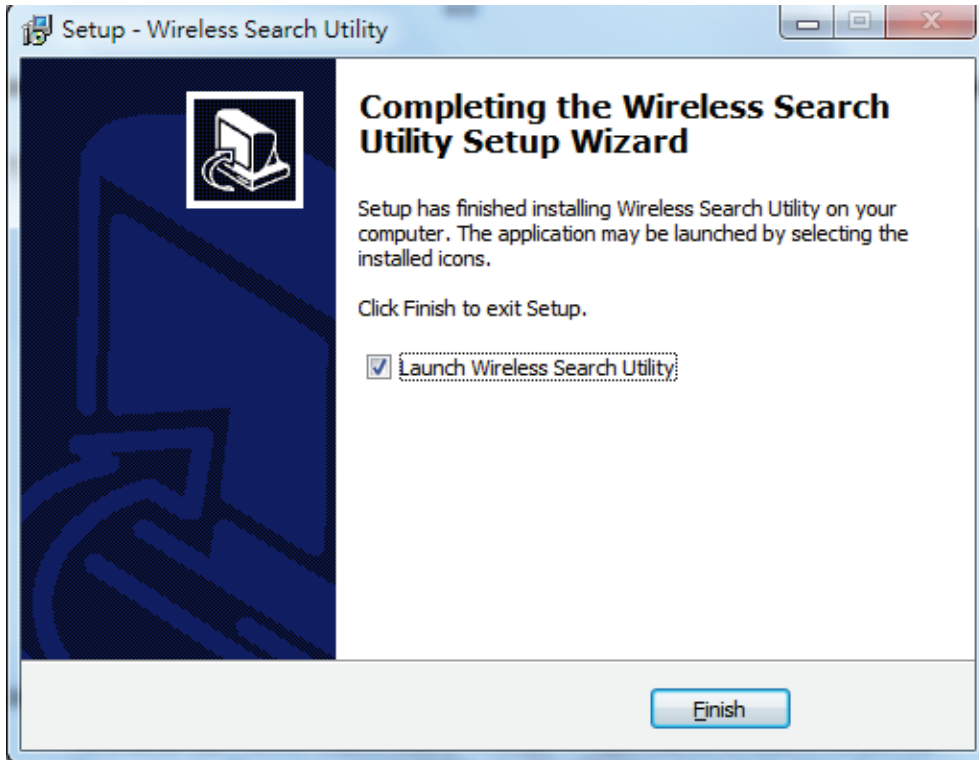 Setup - Wireless Search Utility
Completing the Wireless Search
Utility Setup Wizard
Setup has finished installing Wireless Search Utility on your
computer. The application may be launched by selecting the
installed icons.
Click Finish to exit Setup.
Launch Wireless Search Utility
Finish